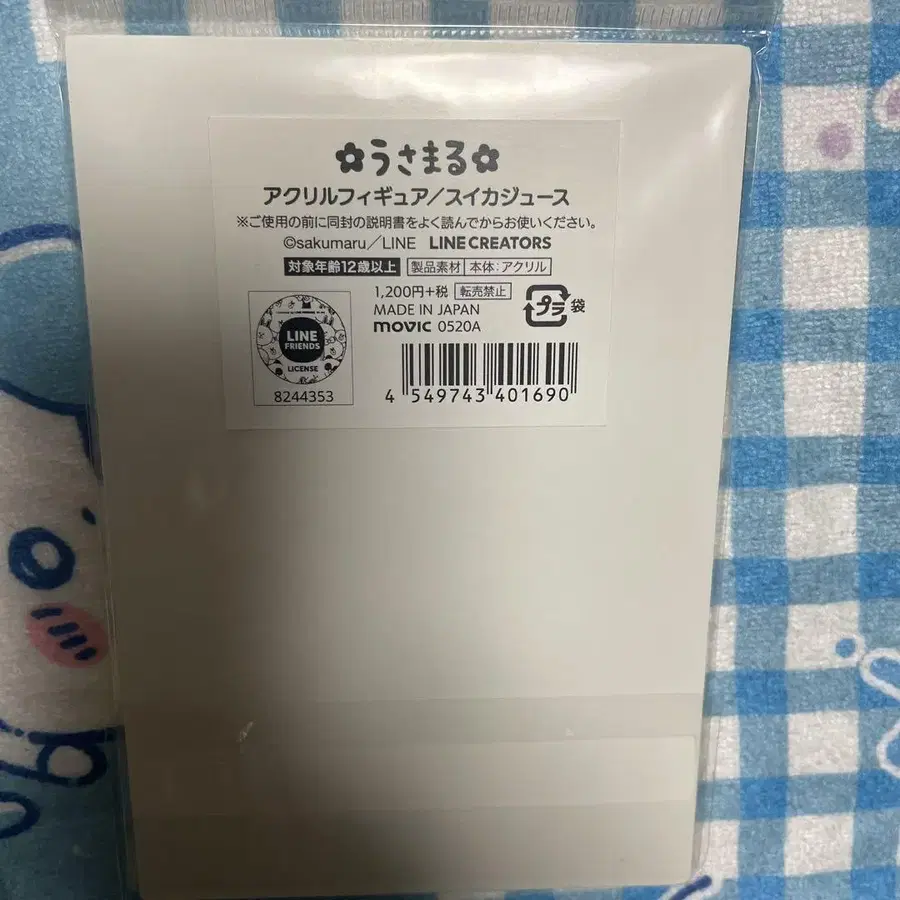 ✿うさまる✿
アクリルフィギュア/スイカジュース
※ご使用の前に同封の説明書をよく読んでからお使いください。
©sakumaru/LINE LINE CREATORS
対象年齢12歳以上 製品素材 本体:アクリル
1,200円+税 転売禁止
MADE IN JAPAN
movic 0520A
プラ 袋
LINE
FRIENDS
LICENSE
8244353
4 549743 401690